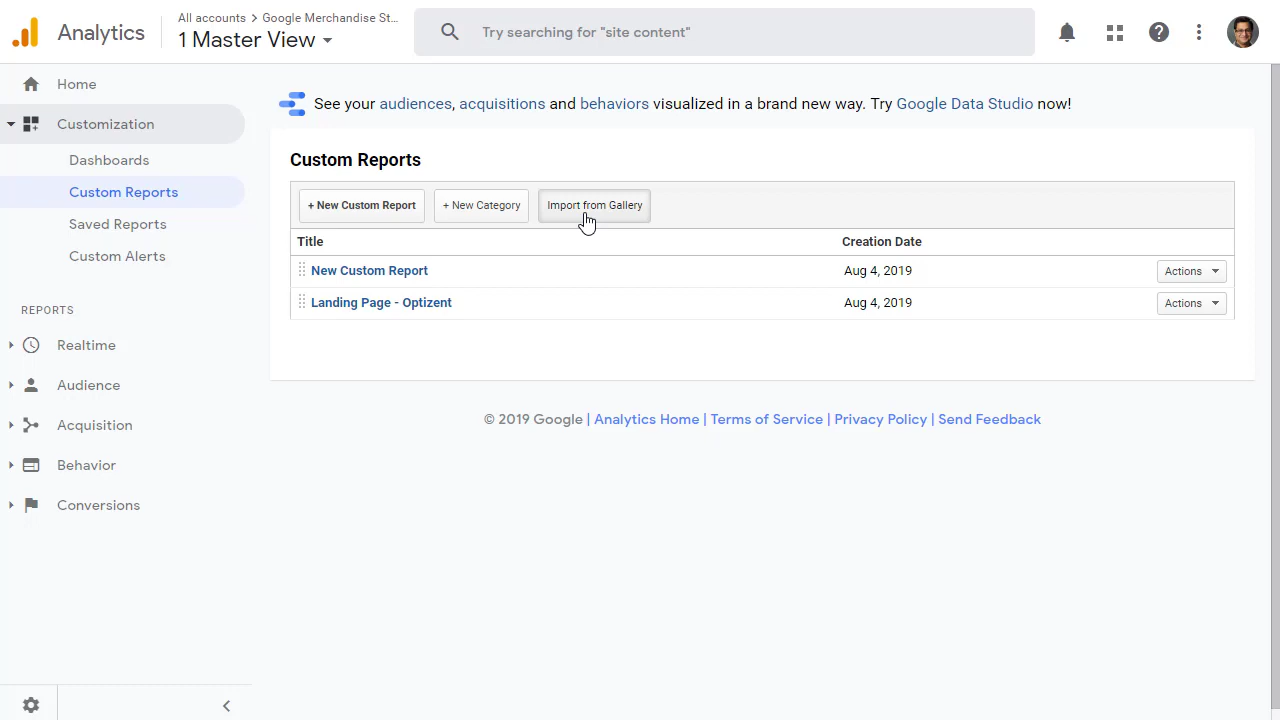 Analytics
All accounts > Google Merchandise St...
1 Master View
Try searching for "site content"
Home
Customization
Dashboards
Custom Reports
Saved Reports
Custom Alerts
REPORTS
Realtime
Audience
Acquisition
Behavior
Conversions
See your audiences, acquisitions and behaviors visualized in a brand new way. Try Google Data Studio now!
Custom Reports
+ New Custom Report
+ New Category
Import from Gallery
Title Creation Date
New Custom Report Aug 4, 2019 Actions
Landing Page - Optizent Aug 4, 2019 Actions
© 2019 Google | Analytics Home | Terms of Service | Privacy Policy | Send Feedback